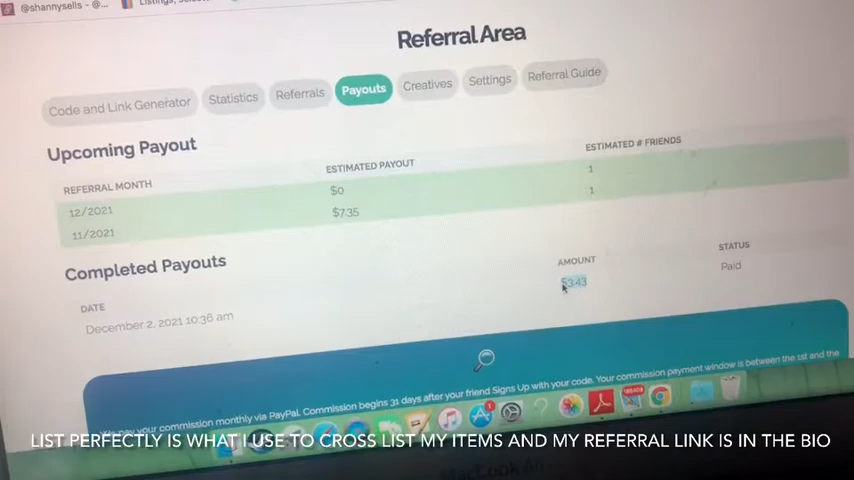 @shannysells - @...
Referral Area
Code and Link Generator
Statistics
Referrals
Payouts
Creatives
Settings
Referral Guide
Upcoming Payout
REFERRAL MONTH
ESTIMATED PAYOUT
ESTIMATED # FRIENDS
12/2021
$0
1
11/2021
$7.35
1
Completed Payouts
DATE
AMOUNT
STATUS
December 2, 2021 10:36 am
$3.43
Paid
pay your commission monthly via PayPal. Commission begins 31 days after your friend Signs Up with your code. Your commission payment window is between the 1st and the
LIST PERFECTLY IS WHAT I USE TO CROSS LIST MY ITEMS AND MY REFERRAL LINK IS IN THE BIO